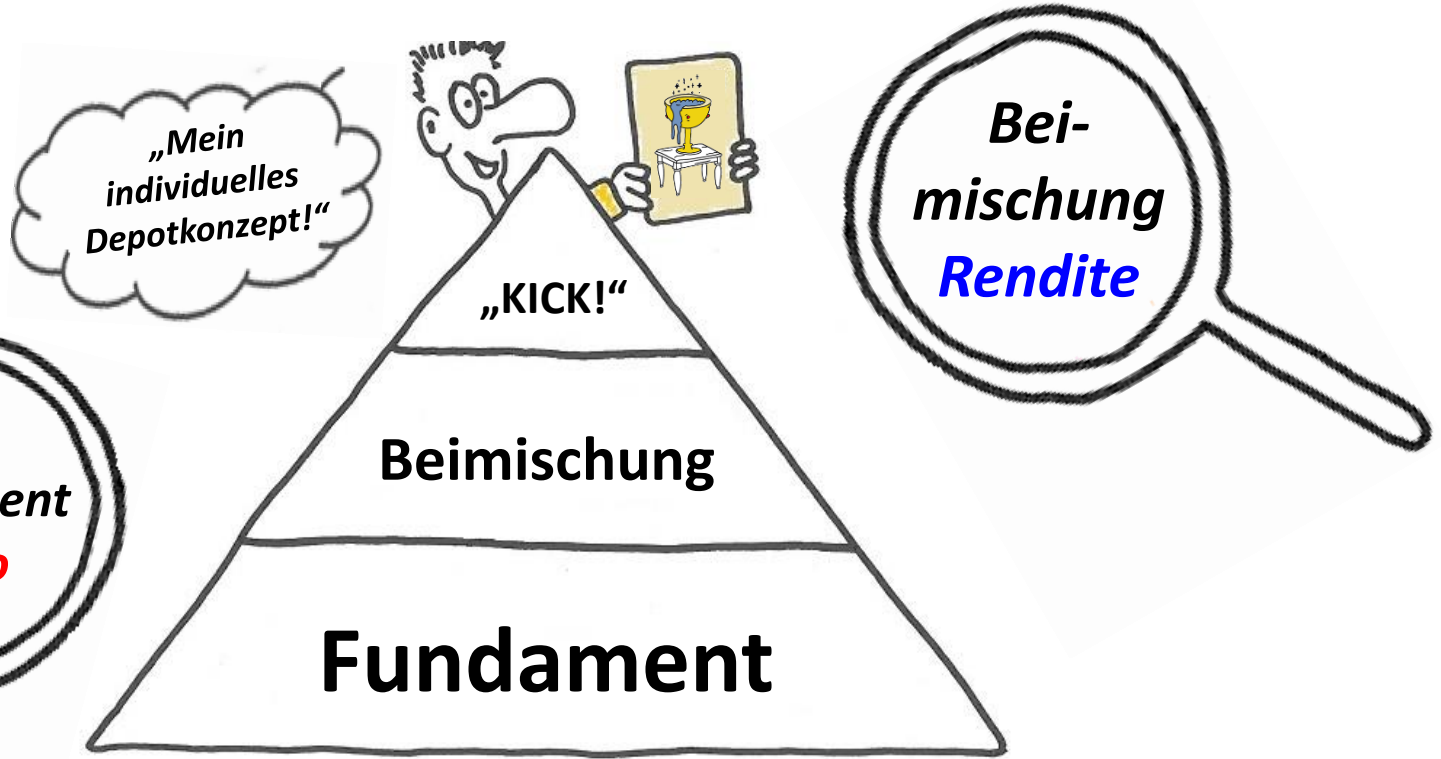 „Mein
individuelles
Depotkonzept!“
„KICK!“
Beimischung
Fundament
Bei-
mischung
Rendite
ent